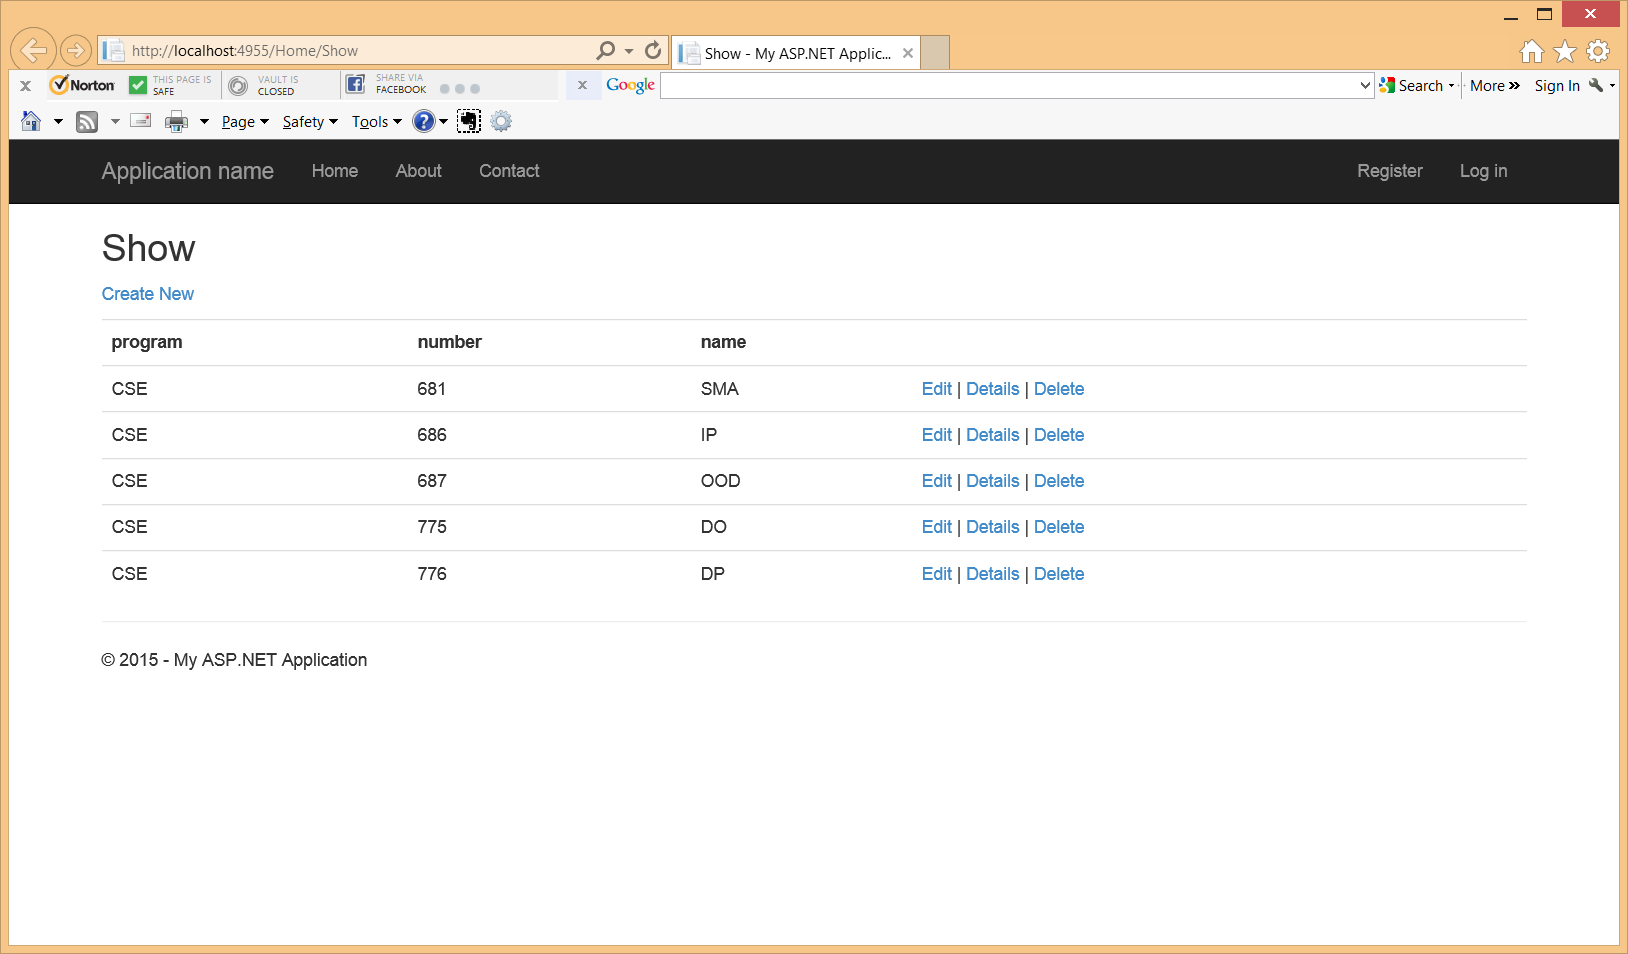 http://localhost:4955/Home/Show
Show - My ASP.NET Applic...
Norton THIS PAGE IS SAFE VAULT IS CLOSED SHARE VIA FACEBOOK Google Search More » Sign In
Page Safety Tools ?
Application name Home About Contact Register Log in
Show
Create New
program number name
CSE 681 SMA Edit | Details | Delete
CSE 686 IP Edit | Details | Delete
CSE 687 OOD Edit | Details | Delete
CSE 775 DO Edit | Details | Delete
CSE 776 DP Edit | Details | Delete
© 2015 - My ASP.NET Application